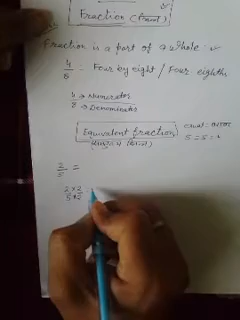 Fraction
Fraction is a part of a whole.
4/8 : Four by eight / Four eighths
4 → Numerator
8 → Denominator
Equivalent fraction
2/5 =
2×2
5×2